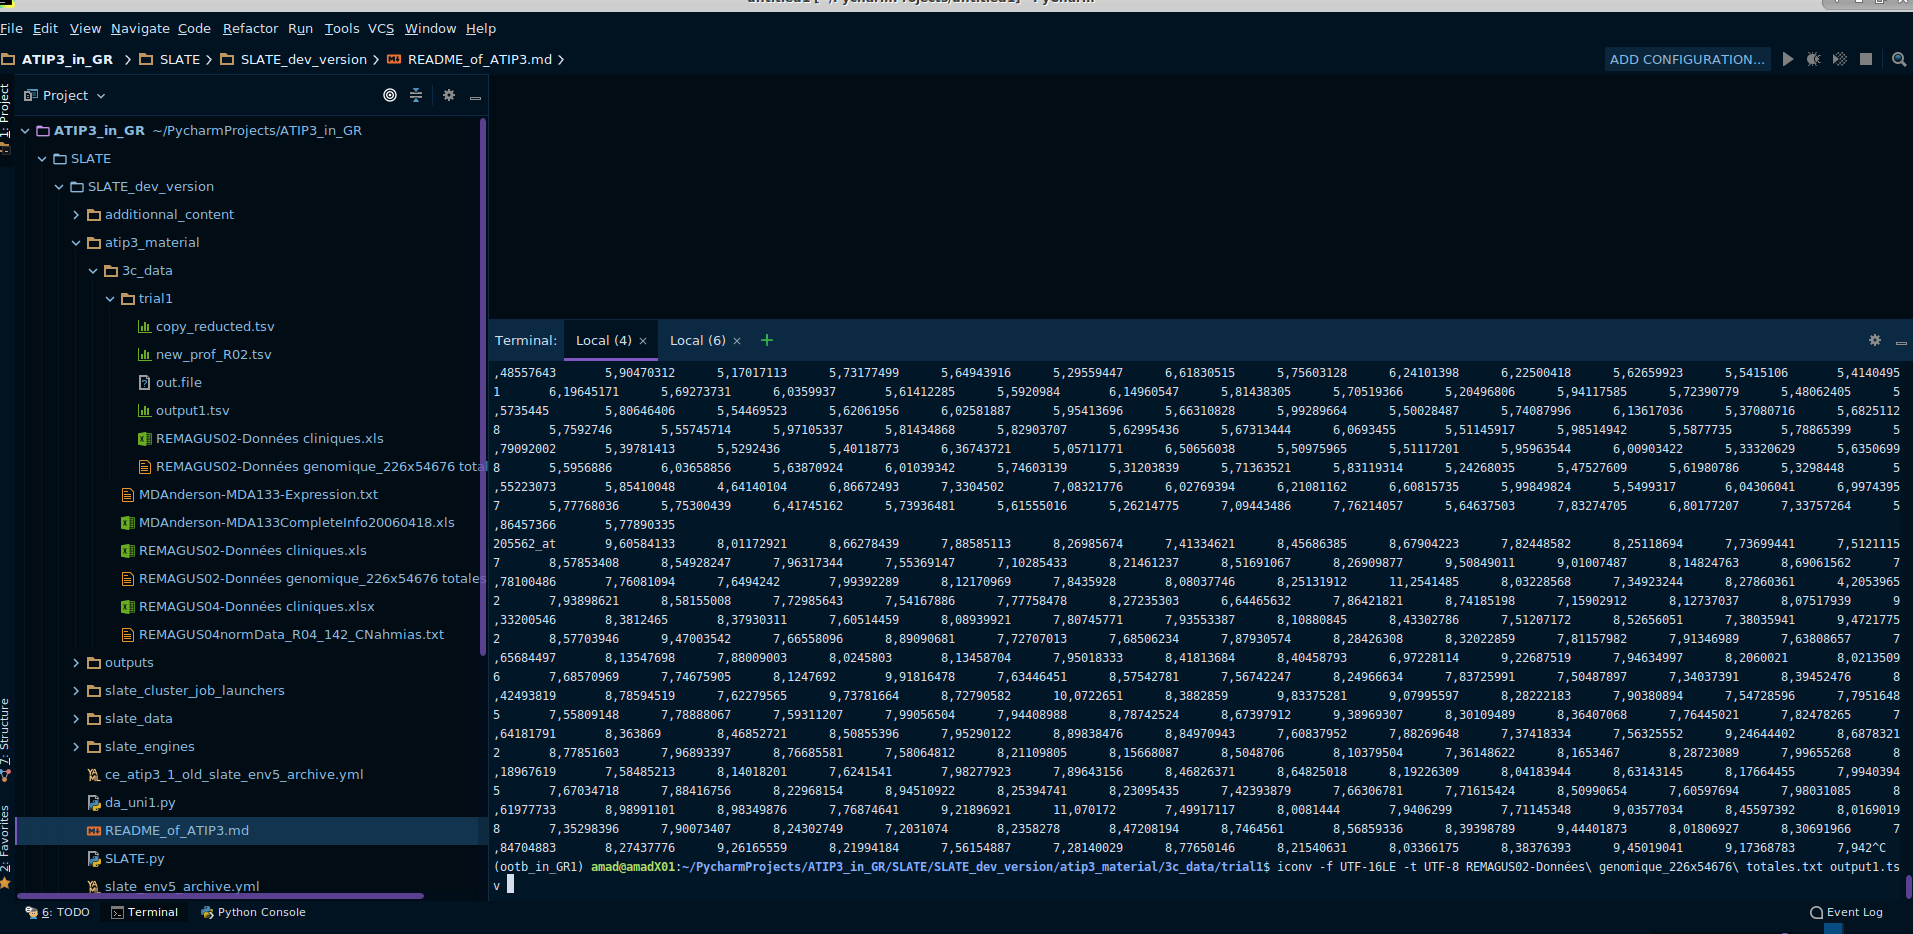 File Edit View Navigate Code Refactor Run Tools VCS Window Help
ATIP3_in_GR SLATE SLATE_dev_version README_of_ATIP3.md ADD CONFIGURATION...
1: Project
7: Structure
2: Favorites
Project
ATIP3_in_GR ~/PycharmProjects/ATIP3_in_GR
SLATE
SLATE_dev_version
additionnal_content
atip3_material
3c_data
trial1
copy_reducted.tsv
new_prof_R02.tsv
out.file
output1.tsv
REMAGUS02-Données cliniques.xls
REMAGUS02-Données genomique_226x54676 total
MDAnderson-MDA133-Expression.txt
MDAnderson-MDA133CompleteInfo20060418.xls
REMAGUS02-Données cliniques.xls
REMAGUS02-Données genomique_226x54676 totales
REMAGUS04-Données cliniques.xlsx
REMAGUS04normData_R04_142_CNahmias.txt
outputs
slate_cluster_job_launchers
slate_data
slate_engines
ce_atip3_1_old_slate_env5_archive.yml
da_uni1.py
README_of_ATIP3.md
SLATE.py
slate_env5_archive.yml
Terminal: Local (4) × Local (6) × +
,48557643 5,90470312 5,17017113 5,73177499 5,64943916 5,29559447 6,61830515 5,75603128 6,24101398 6,22500418 5,62659923 5,5415106 5,4140495
1 6,19645171 5,69273731 6,0359937 5,61412285 5,5920984 6,14960547 5,81438305 5,70519366 5,20496806 5,94117585 5,72390779 5,48062405 5
,5735445 5,80646406 5,54469523 5,62061956 6,02581887 5,95413696 5,66310828 5,99289664 5,50028487 5,74087996 6,13617036 5,37080716 5,6825112
8 5,7592746 5,55745714 5,97105337 5,81434868 5,82903707 5,62995436 5,67313444 6,0693455 5,51145917 5,98514942 5,5877735 5,78865399 5
,79092002 5,39781413 5,5292436 5,40118773 6,36743721 5,05711771 6,50656038 5,50975965 5,51117201 5,95963544 6,00903422 5,33320629 5,6350699
8 5,5956886 6,03658856 5,63870924 6,01039342 5,74603139 5,31203839 5,71363521 5,83119314 5,24268035 5,47527609 5,61980786 5,3298448 5
,55223073 5,85410048 4,64140104 6,86672493 7,3304502 7,08321776 6,02769394 6,21081162 6,60815735 5,99849824 5,5499317 6,04306041 6,9974395
7 5,77768036 5,75300439 6,41745162 5,73936481 5,61555016 5,26214775 7,09443486 7,76214057 5,64637503 7,83274705 6,80177207 7,33757264 5
,86457366 5,77890335
205562_at 9,60584133 8,01172921 8,66278439 7,88585113 8,26985674 7,41334621 8,45686385 8,67904223 7,82448582 8,25118694 7,73699441 7,5121115
7 8,57853408 8,54928247 7,96317344 7,55369147 7,10285433 8,21461237 8,51691067 8,26909877 9,50849011 9,01007487 8,14824763 8,69061562 7
,78100486 7,76081094 7,6494242 7,99392289 8,12170969 7,8435928 8,08037746 8,25131912 11,2541485 8,03228568 7,34923244 8,27860361 4,2053965
2 7,93898621 8,58155008 7,72985643 7,54167886 7,77758478 8,27235303 6,64465632 7,86421821 8,74185198 7,15902912 8,12737037 8,07517939 9
,33200546 8,3812465 8,37930311 7,60514459 8,08939921 7,80745771 7,93553387 8,10880845 8,43302786 7,51207172 8,52656051 7,38035941 9,4721775
2 8,57703946 9,47003542 7,66558096 8,89090681 7,72707013 7,68506234 7,87930574 8,28426308 8,32022859 7,81157982 7,91346989 7,63808657 7
,65684497 8,13547698 7,88009003 8,0245803 8,13458704 7,95018333 8,41813684 8,40458793 6,97228114 9,22687519 7,94634997 8,2060021 8,0213509
6 7,68570969 7,74675905 8,1247692 9,91816478 7,63446451 8,57542781 7,56742247 8,24966634 7,83725991 7,50487897 7,34037391 8,39452476 8
,42493819 8,78594519 7,62279565 9,73781664 8,72790582 10,0722651 8,3882859 9,83375281 9,07995597 8,28222183 7,90380894 7,54728596 7,7951648
5 7,55809148 7,78888067 7,59311207 7,99056504 7,94408988 8,78742524 8,67397912 9,38969307 8,30109489 8,36407068 7,76445021 7,82478265 7
,64181791 8,363869 8,46852721 8,50855396 7,95290122 8,89838476 8,84970943 7,60837952 7,88269648 7,37418334 7,56325552 9,24644402 8,6878321
2 8,77851603 7,96893397 8,76685581 7,58064812 8,21109805 8,15668087 8,5048706 8,10379504 7,36148622 8,1653467 8,28723089 7,99655268 8
,18967619 7,58485213 8,14018201 7,6241541 7,98277923 7,89643156 8,46826371 8,64825018 8,19226309 8,04183944 8,63143145 8,17664455 7,9940394
5 7,67034718 7,88416756 8,22968154 8,94510922 8,25394741 8,23095435 7,42393879 7,66306781 7,71615424 8,50990654 7,60597694 7,98031085 8
,61977733 8,98991101 8,98349876 7,76874641 9,21896921 11,070172 7,49917117 8,0081444 7,9406299 7,71145348 9,03577034 8,45597392 8,0169019
8 7,35298396 7,90073407 8,24302749 7,2031074 8,2358278 8,47208194 8,7464561 8,56859336 8,39398789 9,44401873 8,01806927 8,30691966 7
,84704883 8,27437776 9,26165559 8,21994184 7,56154887 7,28140029 8,77650146 8,21540631 8,03366175 8,38376393 9,45019041 9,17368783 7,942^C
(ootb_in_GR1) amad@amadX01:~/PycharmProjects/ATIP3_in_GR/SLATE/SLATE_dev_version/atip3_material/3c_data/trial1$ iconv -f UTF-16LE -t UTF-8 REMAGUS02-Données\ genomique_226x54676\ totales.txt output1.ts
v
6: TODO Terminal Python Console Event Log